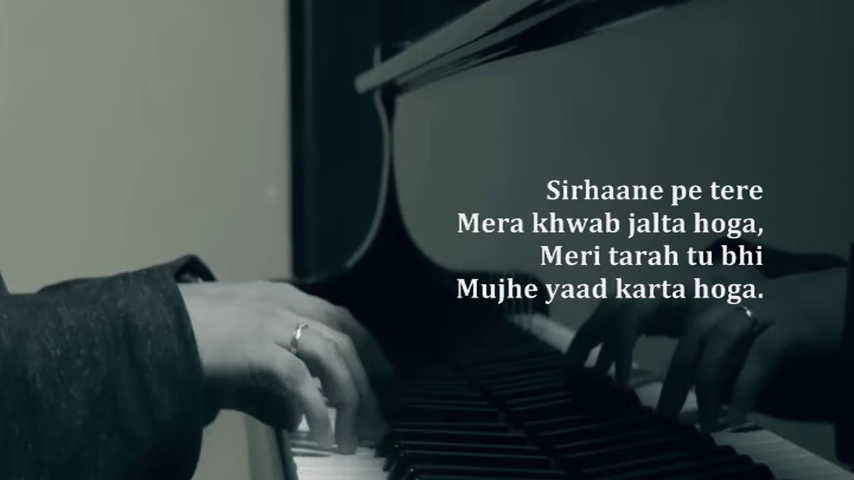 Sirhaane pe tere
Mera khwab jalta hoga,
Meri tarah tu bhi
Mujhe yaad karta hoga.